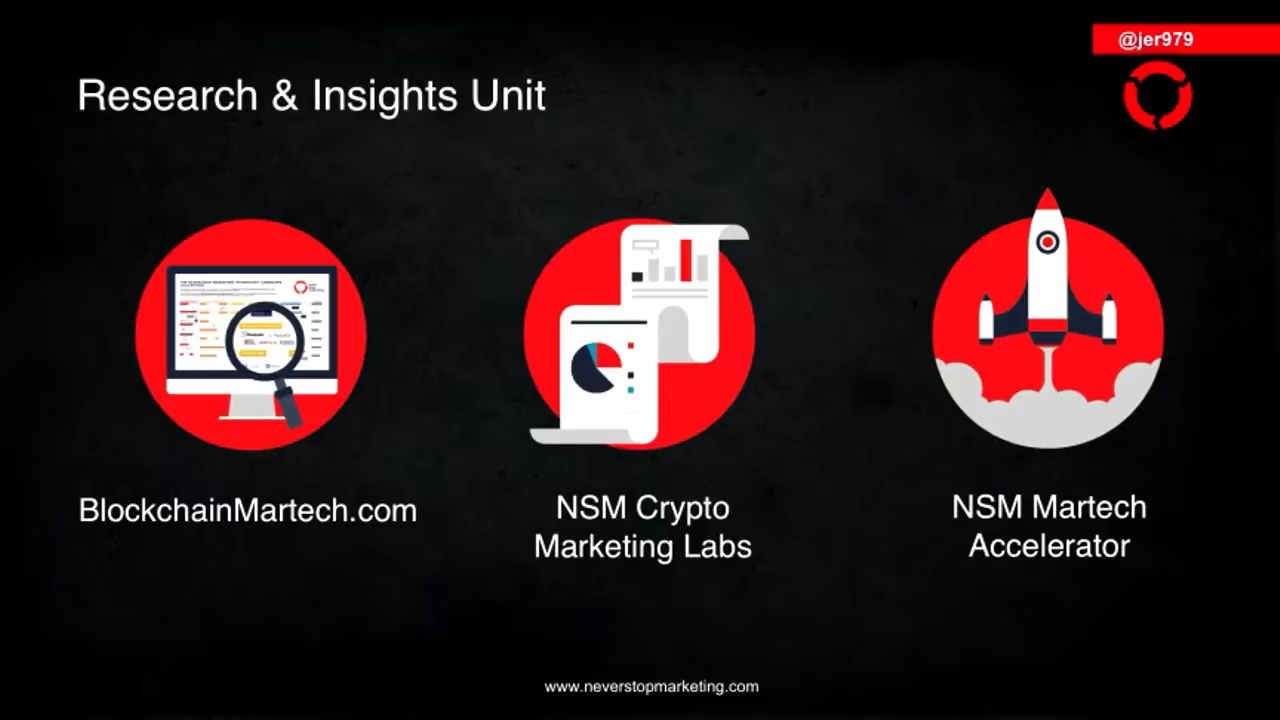 @jer979
Research & Insights Unit
BlockchainMartech.com
NSM Crypto
Marketing Labs
NSM Martech
Accelerator
www.neverstopmarketing.com